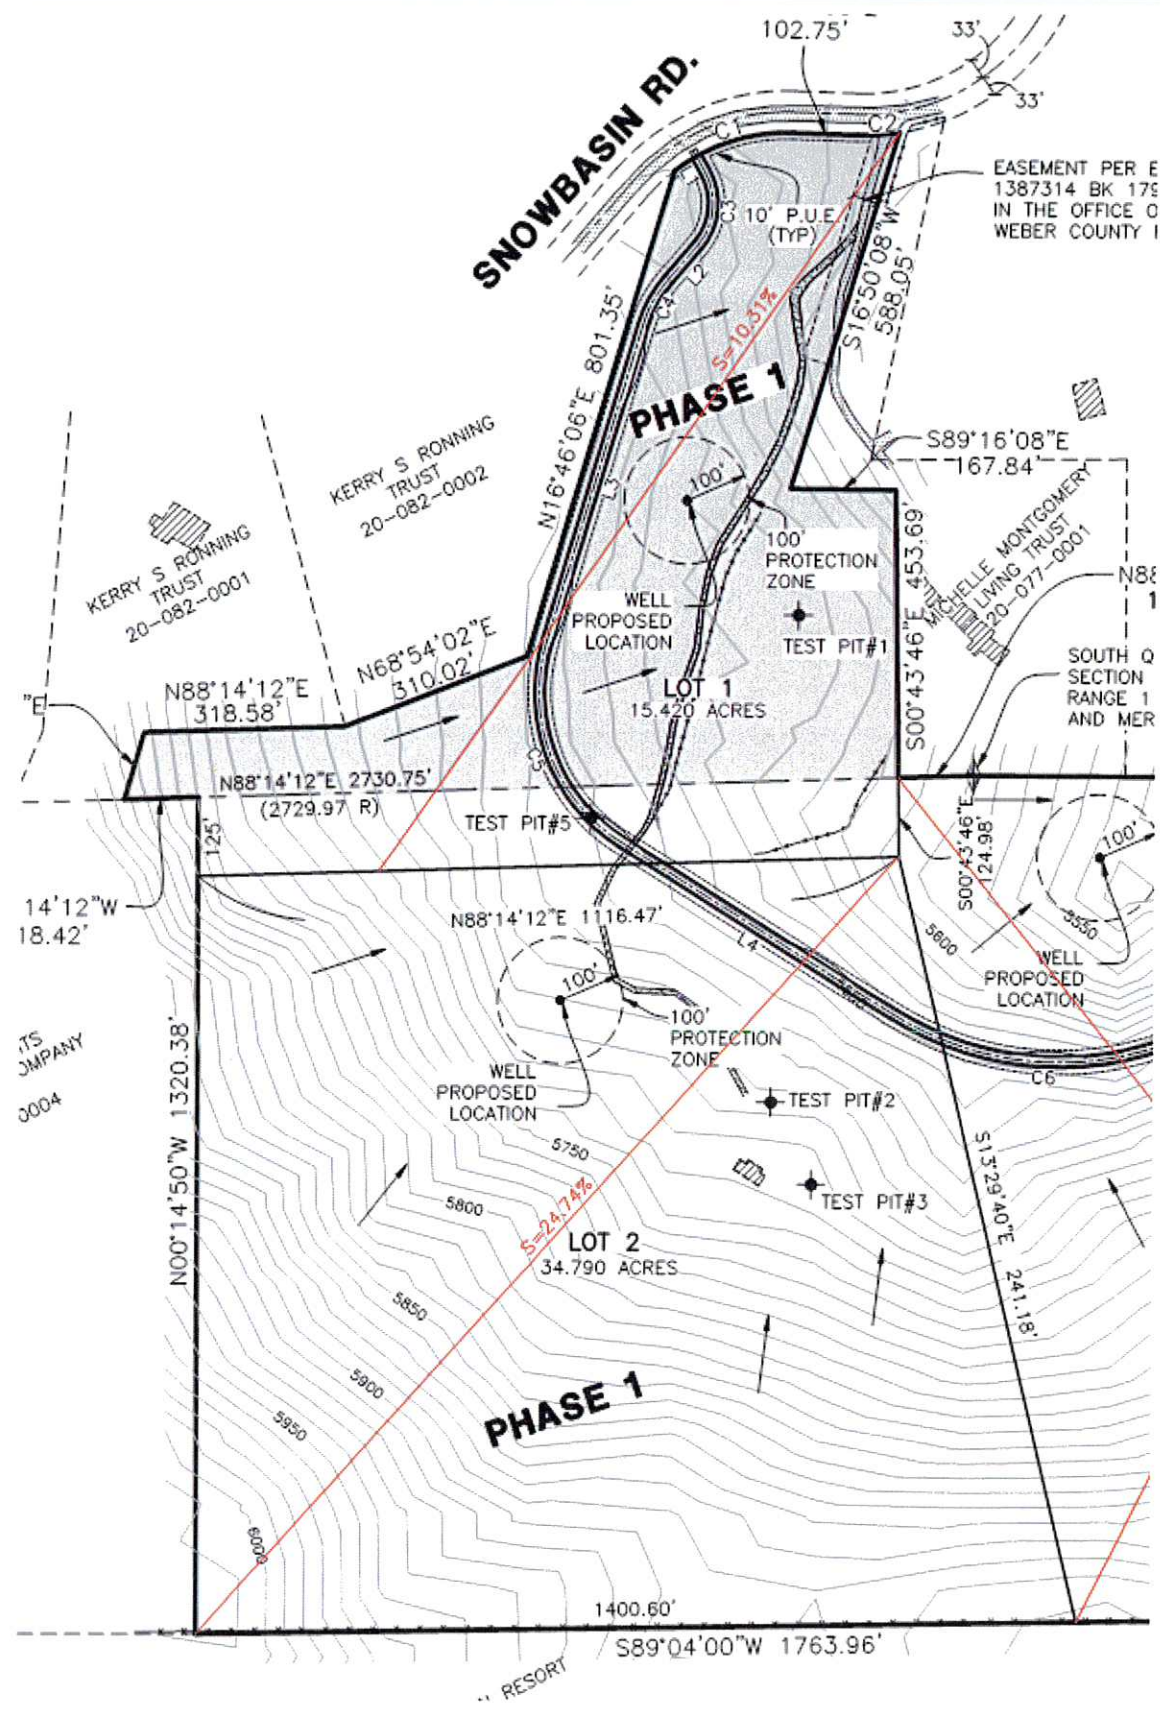 102.75'
33'
33'
SNOWBASIN RD.
C1
C2
EASEMENT PER E
1387314 BK 179
IN THE OFFICE O
WEBER COUNTY
10' P.U.E.
(TYP)
C3
L2
C4
S16°50'08"W
588.05'
S=10.31%
N16°46'06"E 801.35'
PHASE 1
KERRY S RONNING
TRUST
20-082-0002
S89°16'08"E
167.84'
L3
100'
KERRY S RONNING
TRUST
20-082-0001
100'
PROTECTION
ZONE
S00°43'46"E 453.69'
MICHELLE MONTGOMERY
LIVING TRUST
20-077-0001
N88
1
WELL
PROPOSED
LOCATION
TEST PIT#1
N68°54'02"E
310.02'
SOUTH Q
SECTION
RANGE 1
AND MER
LOT 1
15.420 ACRES
"E
N88°14'12"E
318.58'
C5
N88°14'12"E 2730.75'
(2729.97 R)
TEST PIT#5
125'
S00°43'46"E
124.98'
100'
14'12"W
18.42'
N88°14'12"E 1116.47'
L4
5600
5550
WELL
PROPOSED
LOCATION
100'
100'
PROTECTION
ZONE
TS
OMPANY
0004
WELL
PROPOSED
LOCATION
C6
TEST PIT#2
N00°14'50"W 1320.38'
5750
TEST PIT#3
5800
S=24.74%
LOT 2
34.790 ACRES
S13°29'40"E 241.18'
5850
5900
PHASE 1
5950
6000
1400.60'
S89°04'00"W 1763.96'
RESORT